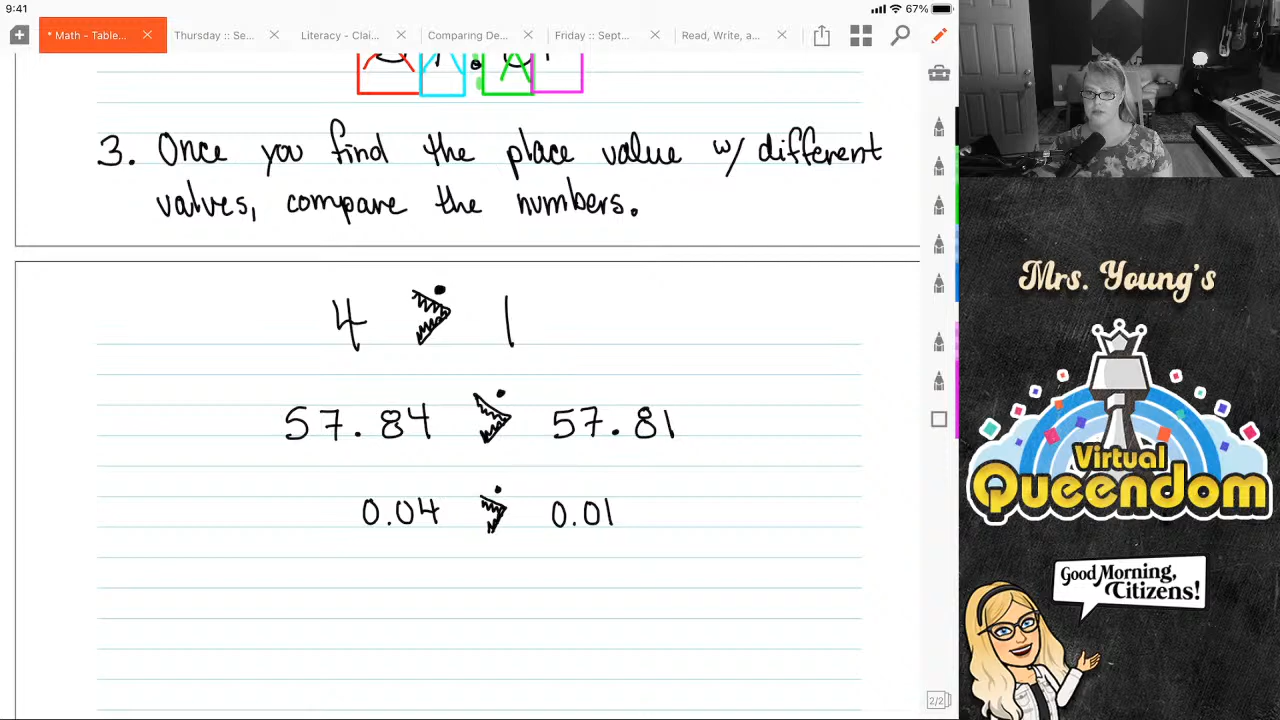 9:41
67%
* Math - Table...
Thursday :: Se...
Literacy - Clai...
Comparing De...
Friday :: Sept...
Read, Write, a...
3. Once you find the place value w/ different
values, compare the numbers.
4 > 1
57.84 > 57.81
0.04 > 0.01
2/2
Mrs. Young's
Virtual
Queendom
Good Morning,
Citizens!